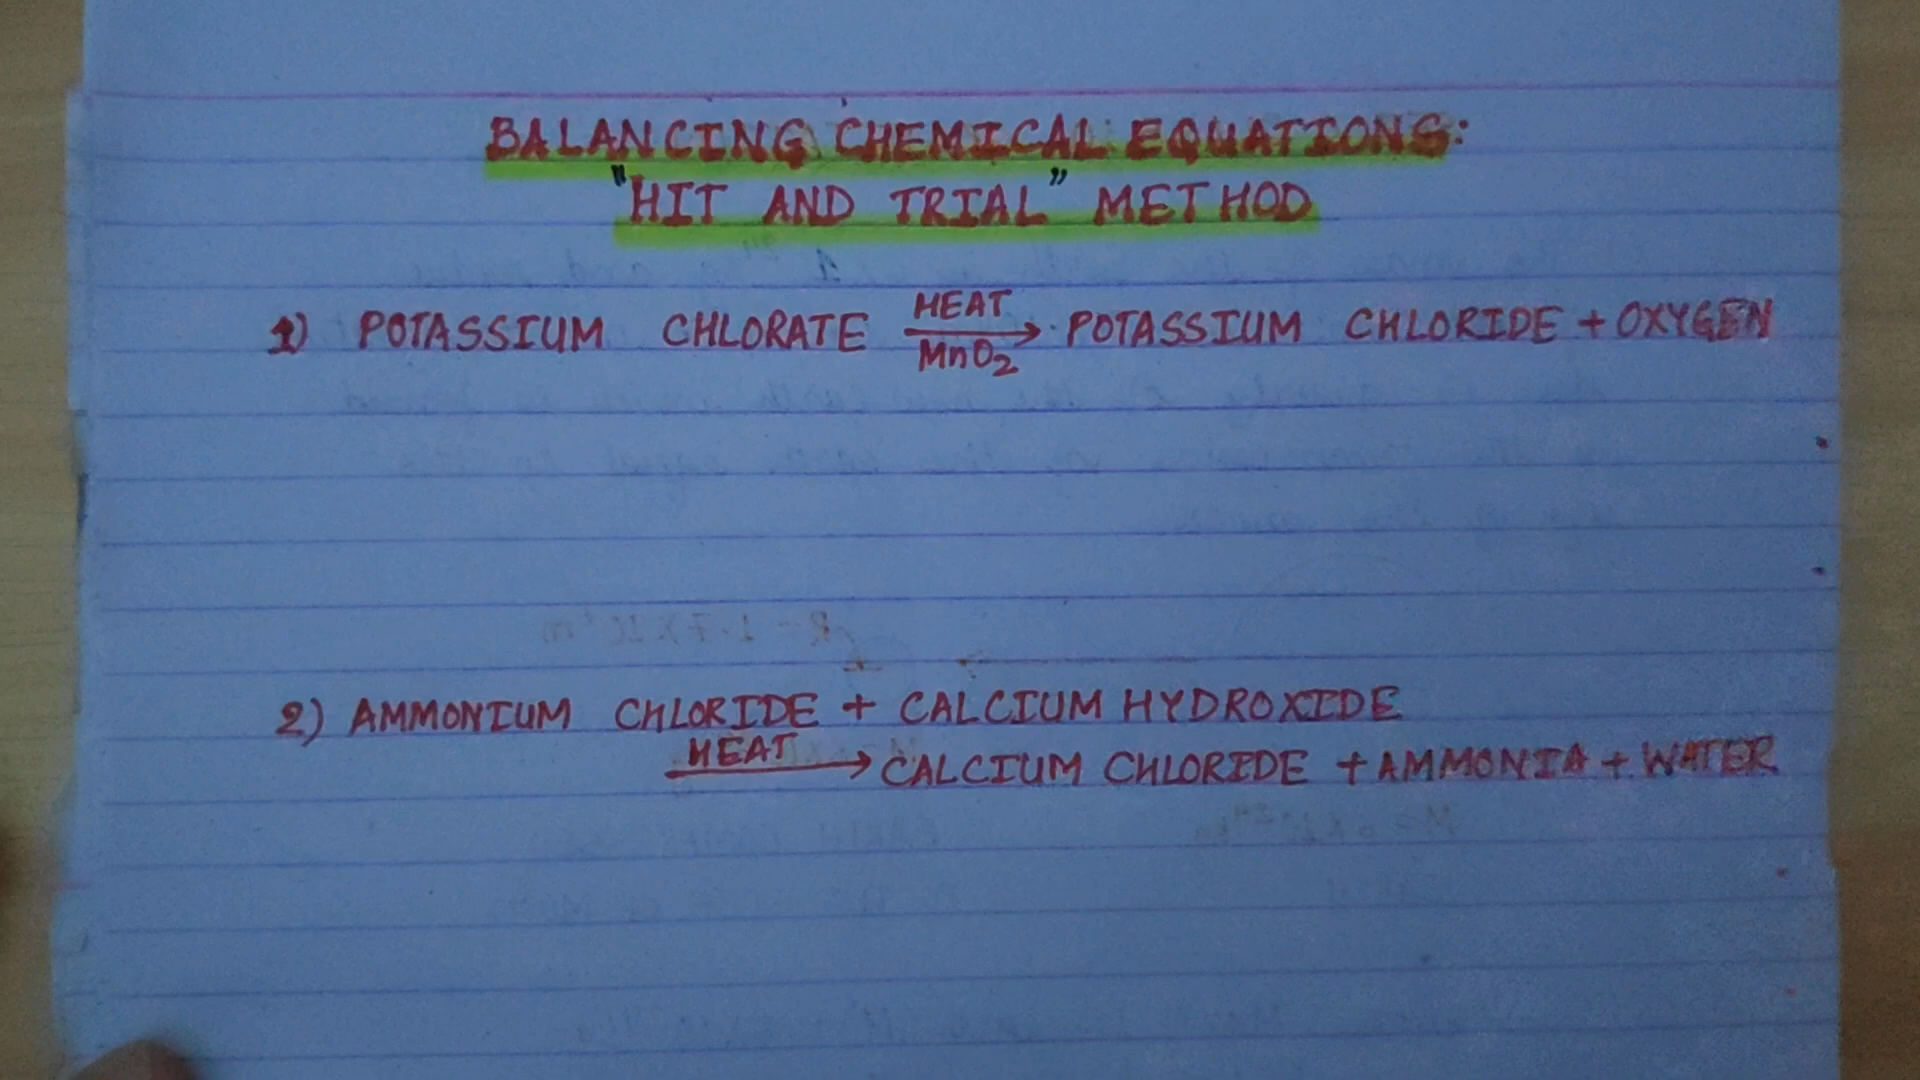 BALANCING CHEMICAL EQUATIONS:
"HIT AND TRIAL" METHOD
1) POTASSIUM CHLORATE HEAT MnO2 → POTASSIUM CHLORIDE + OXYGEN
2) AMMONIUM CHLORIDE + CALCIUM HYDROXIDE
HEAT → CALCIUM CHLORIDE + AMMONIA + WATER